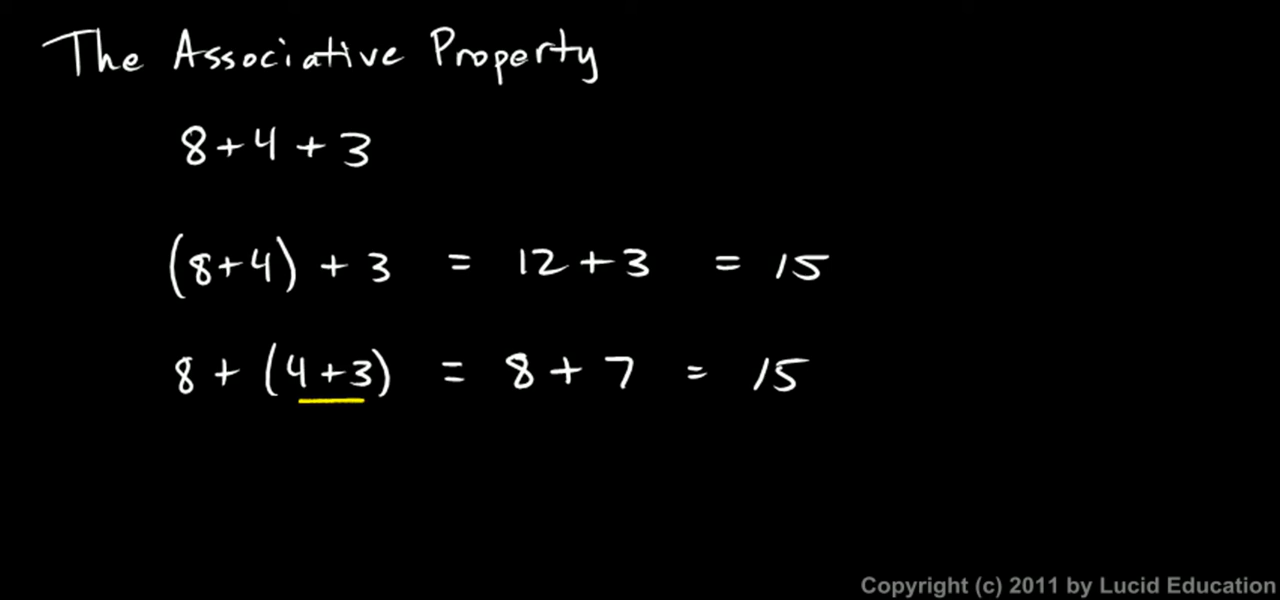 The Associative Property
8+4+3
(8+4) + 3 = 12+3 = 15
8 + (4+3) = 8+7 = 15
Copyright (c) 2011 by Lucid Education